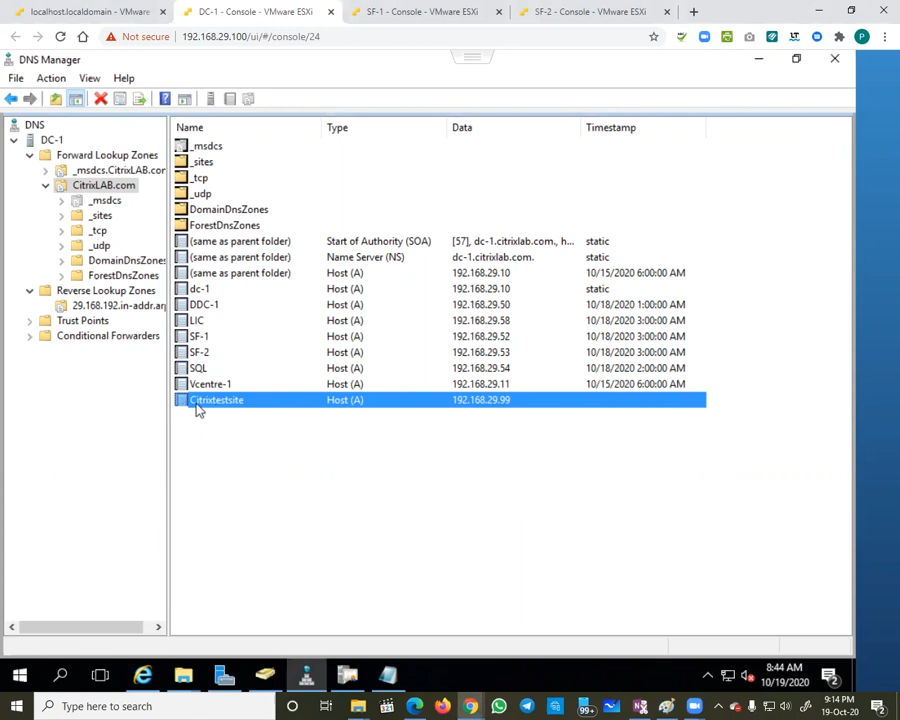 localhost.localdomain - VMware
DC-1 - Console - VMware ESXi
SF-1 - Console - VMware ESXi
SF-2 - Console - VMware ESXi
Not secure
192.168.29.100/ui/#/console/24
P
DNS Manager
File Action View Help
DNS
DC-1
Forward Lookup Zones
_msdcs.CitrixLAB.com
CitrixLAB.com
_msdcs
_sites
_tcp
_udp
DomainDnsZones
ForestDnsZones
Reverse Lookup Zones
29.168.192.in-addr.arp
Trust Points
Conditional Forwarders
Name Type Data Timestamp
_msdcs
_sites
_tcp
_udp
DomainDnsZones
ForestDnsZones
(same as parent folder) Start of Authority (SOA) [57], dc-1.citrixlab.com., h... static
(same as parent folder) Name Server (NS) dc-1.citrixlab.com. static
(same as parent folder) Host (A) 192.168.29.10 10/15/2020 6:00:00 AM
dc-1 Host (A) 192.168.29.10 static
DDC-1 Host (A) 192.168.29.50 10/18/2020 1:00:00 AM
LIC Host (A) 192.168.29.58 10/18/2020 3:00:00 AM
SF-1 Host (A) 192.168.29.52 10/18/2020 3:00:00 AM
SF-2 Host (A) 192.168.29.53 10/18/2020 3:00:00 AM
SQL Host (A) 192.168.29.54 10/18/2020 2:00:00 AM
Vcentre-1 Host (A) 192.168.29.11 10/15/2020 6:00:00 AM
Citrixtestsite Host (A) 192.168.29.99
8:44 AM
10/19/2020
2
Type here to search
99+
9:14 PM
19-Oct-20
2